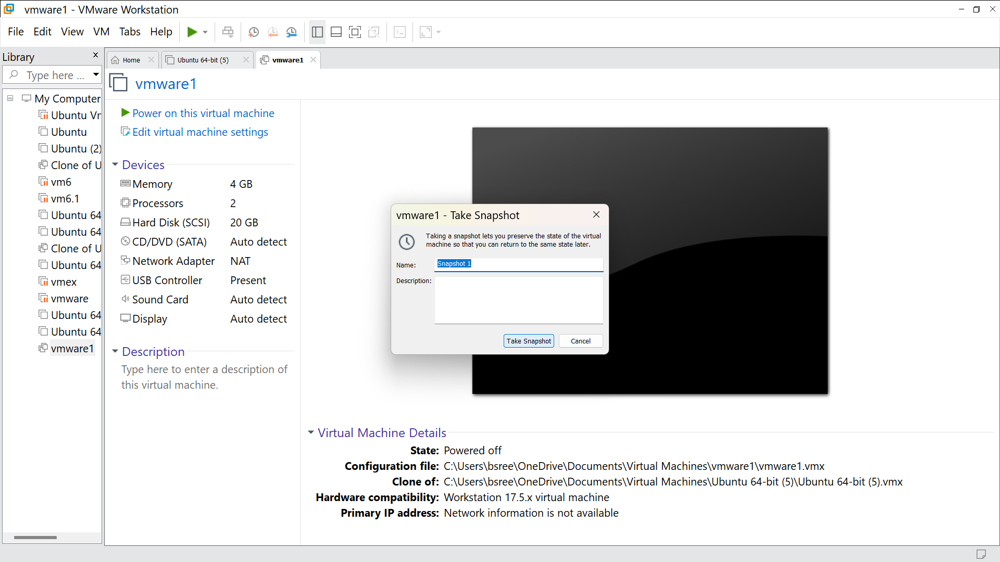 vmware1 - VMware Workstation
File Edit View VM Tabs Help
Library
Type here ...
My Computer
Ubuntu Vr
Ubuntu
Ubuntu (2)
Clone of U
vm6
vm6.1
Ubuntu 64
Ubuntu 64
Clone of U
Ubuntu 64
vmex
vmware
Ubuntu 64
Ubuntu 64
vmware1
Home
Ubuntu 64-bit (5)
vmware1
vmware1
Power on this virtual machine
Edit virtual machine settings
Devices
Memory 4 GB
Processors 2
Hard Disk (SCSI) 20 GB
CD/DVD (SATA) Auto detect
Network Adapter NAT
USB Controller Present
Sound Card Auto detect
Display Auto detect
Description
Type here to enter a description of
this virtual machine.
vmware1 - Take Snapshot
Taking a snapshot lets you preserve the state of the virtual
machine so that you can return to the same state later.
Name: Snapshot 1
Description:
Take Snapshot Cancel
Virtual Machine Details
State: Powered off
Configuration file: C:\Users\bsree\OneDrive\Documents\Virtual Machines\vmware1\vmware1.vmx
Clone of: C:\Users\bsree\OneDrive\Documents\Virtual Machines\Ubuntu 64-bit (5)\Ubuntu 64-bit (5).vmx
Hardware compatibility: Workstation 17.5.x virtual machine
Primary IP address: Network information is not available